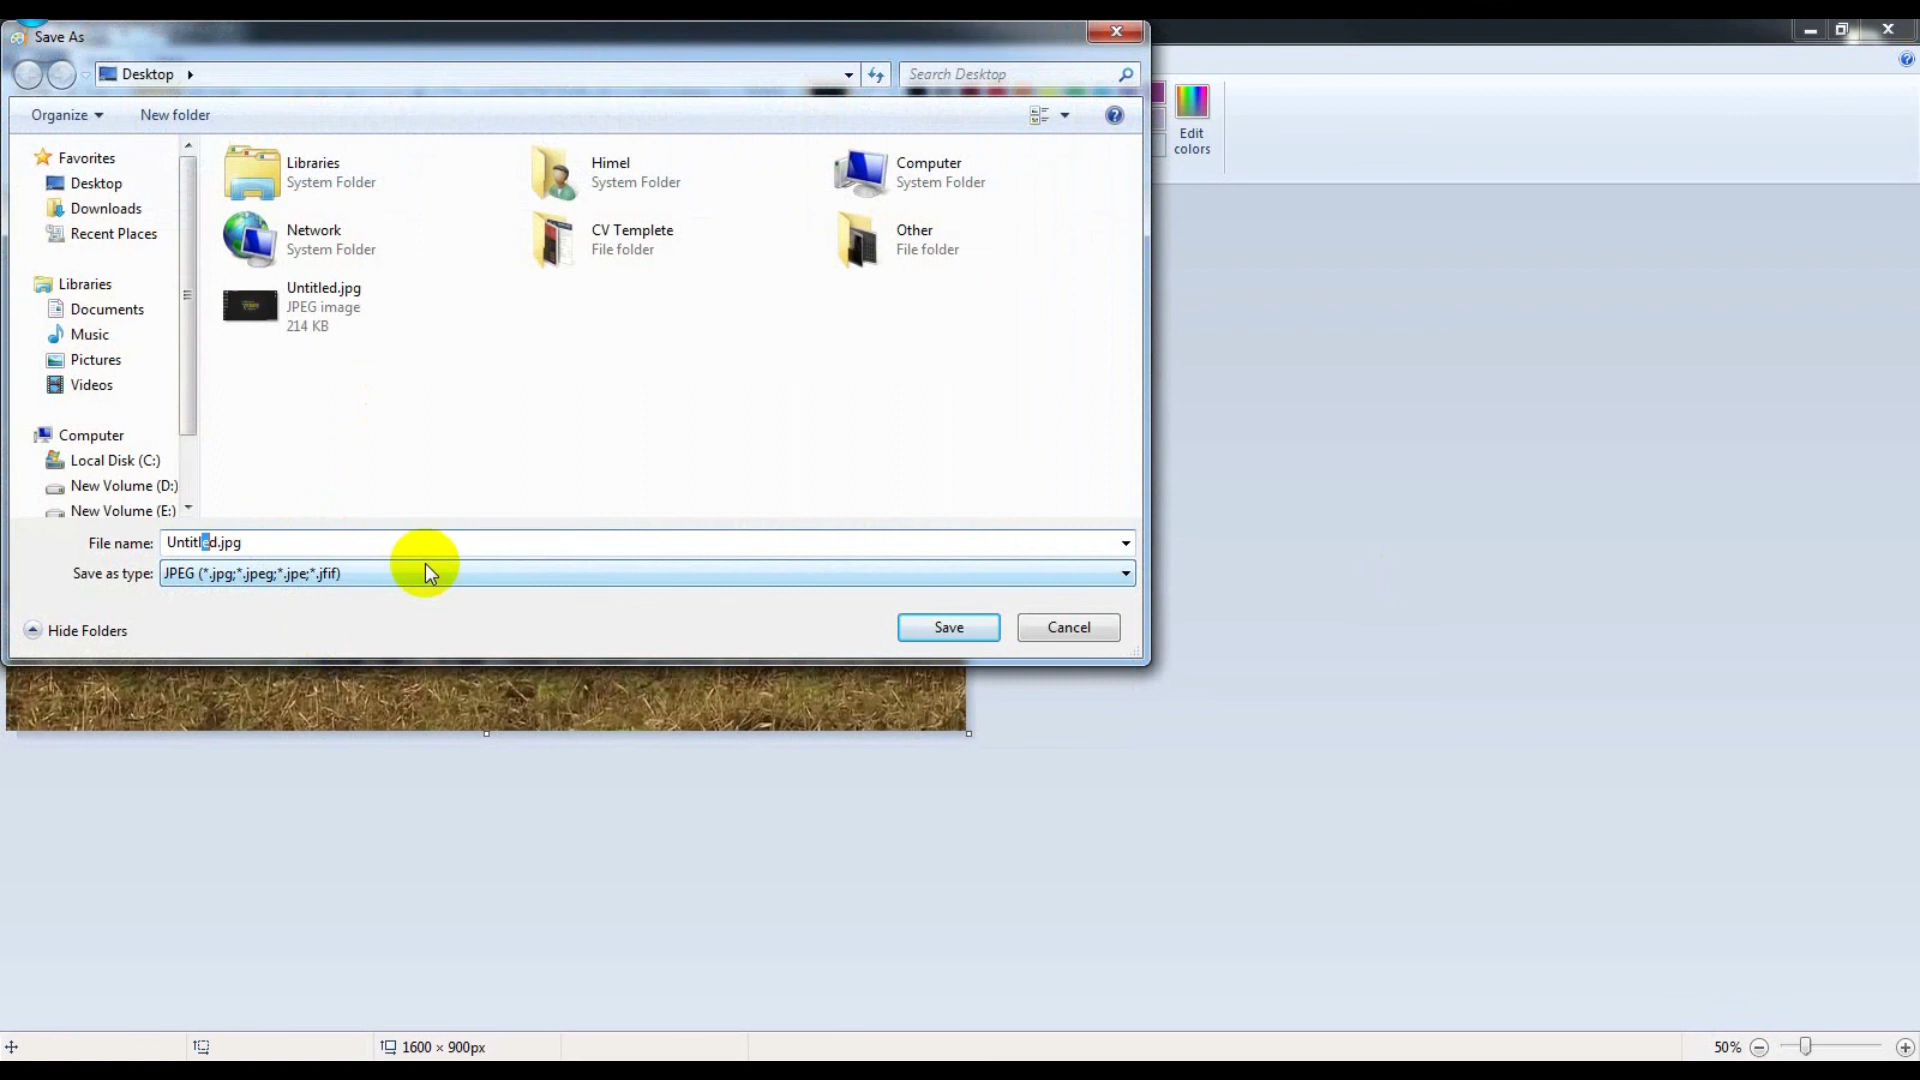 Save As
Desktop
Search Desktop
Organize
New folder
Edit
colors
Favorites
Desktop
Downloads
Recent Places
Libraries
Documents
Music
Pictures
Videos
Computer
Local Disk (C:)
New Volume (D:)
New Volume (E:)
Libraries
System Folder
Himel
System Folder
Computer
System Folder
Network
System Folder
CV Templete
File folder
Other
File folder
Untitled.jpg
JPEG image
214 KB
File name: Untitled.jpg
Save as type: JPEG (*.jpg;*.jpeg;*.jpe;*.jfif)
Hide Folders
Save
Cancel
1600 × 900px
50%